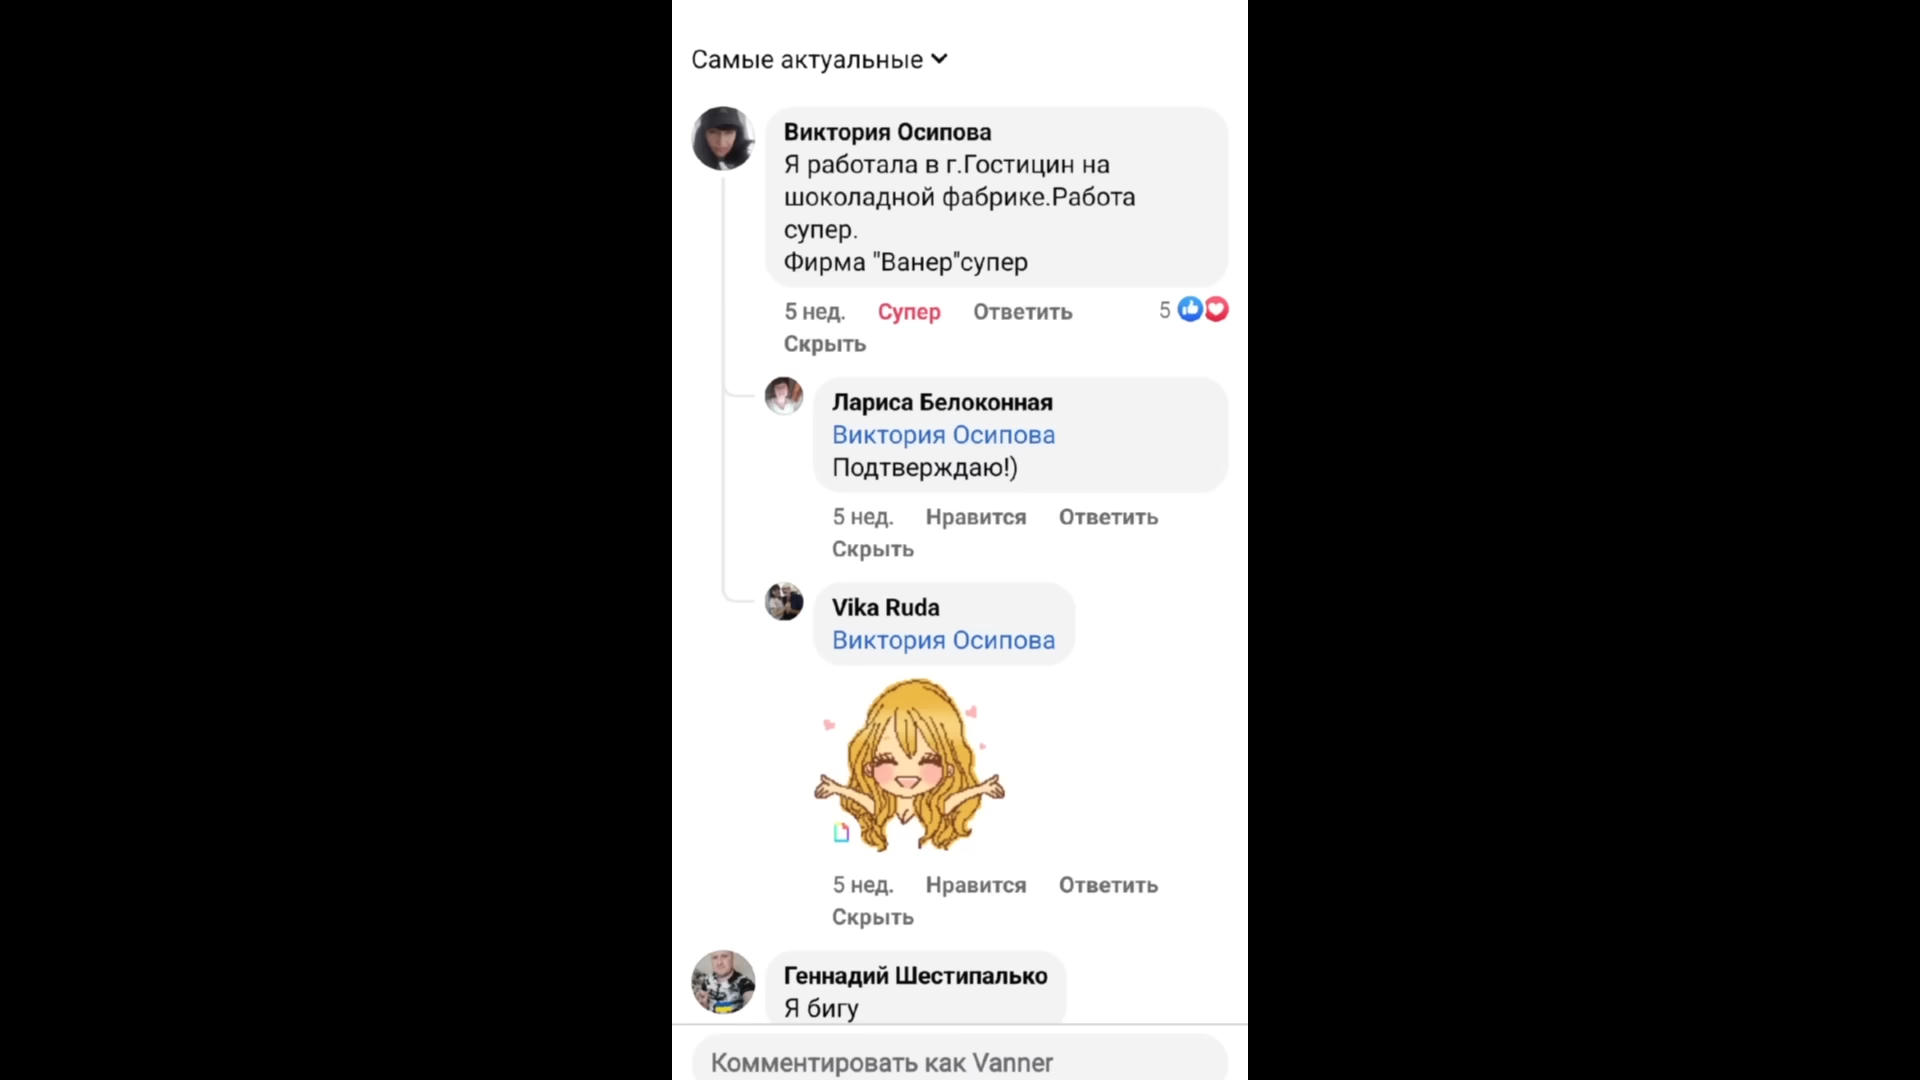 Самые актуальные
Виктория Осипова
Я работала в г.Гостицин на
шоколадной фабрике.Работа
супер.
Фирма "Ванер"супер
5 нед. Супер Ответить 5
Скрыть
Лариса Белоконная
Виктория Осипова
Подтверждаю!)
5 нед. Нравится Ответить
Скрыть
Vika Ruda
Виктория Осипова
5 нед. Нравится Ответить
Скрыть
Геннадий Шестипалько
Я бигу
Комментировать как Vanner